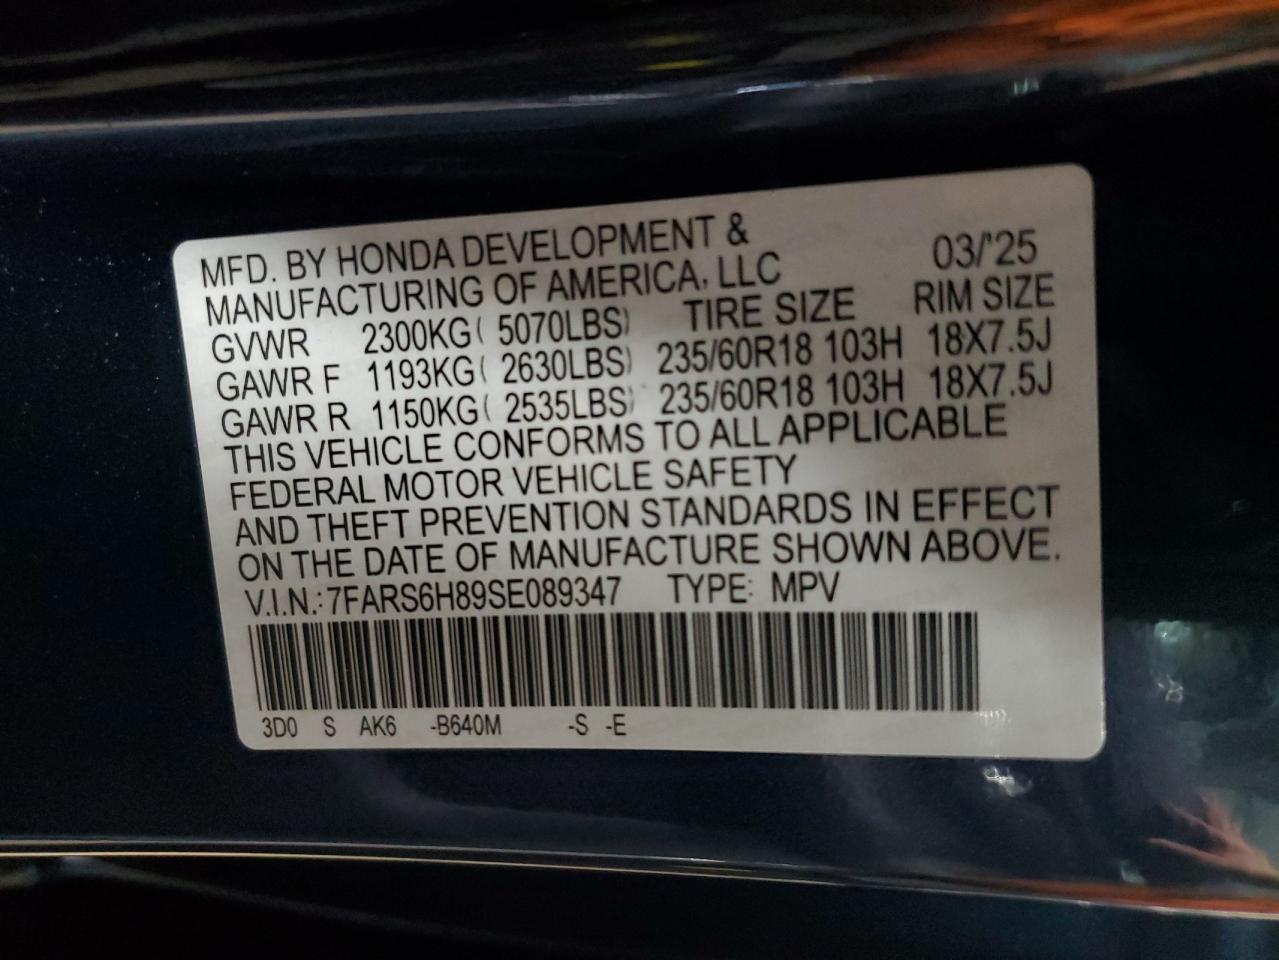 MFD. BY HONDA DEVELOPMENT &
MANUFACTURING OF AMERICA, LLC 03/'25
GVWR 2300KG( 5070LBS) TIRE SIZE RIM SIZE
GAWR F 1193KG( 2630LBS) 235/60R18 103H 18X7.5J
GAWR R 1150KG( 2535LBS) 235/60R18 103H 18X7.5J
THIS VEHICLE CONFORMS TO ALL APPLICABLE
FEDERAL MOTOR VEHICLE SAFETY
AND THEFT PREVENTION STANDARDS IN EFFECT
ON THE DATE OF MANUFACTURE SHOWN ABOVE.
V.I.N.:7FARS6H89SE089347 TYPE: MPV
3D0 S AK6 -B640M -S -E